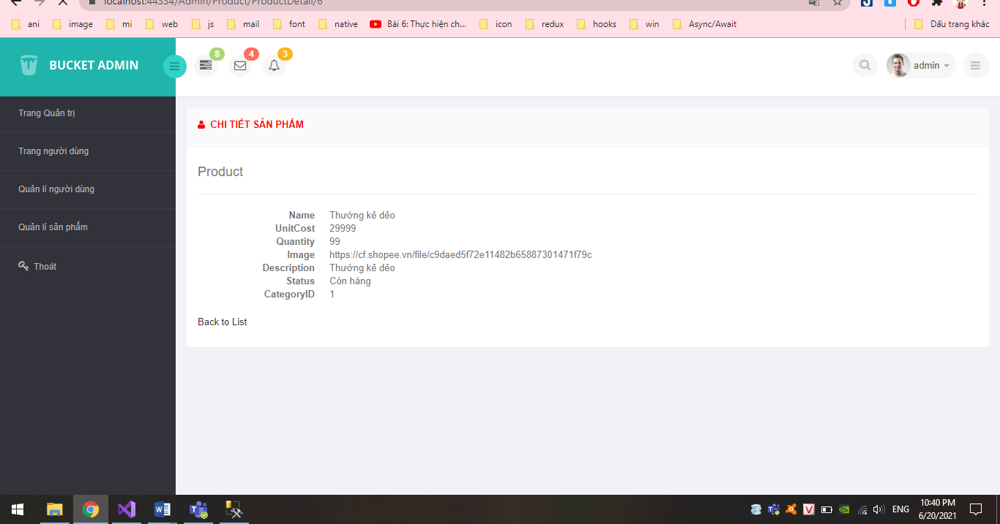 localhost:44354/Admin/Product/ProductDetail/6
ani image mi web js mail font native Bài 6: Thực hiện ch... icon redux hooks win Async/Await Dấu trang khác
BUCKET ADMIN 8 4 3 admin
Trang Quản trị
Trang người dùng
Quản lí người dùng
Quản lí sản phẩm
Thoát
CHI TIẾT SẢN PHẨM
Product
Name Thướng kẻ dẻo
UnitCost 29999
Quantity 99
Image https://cf.shopee.vn/file/c9daed5f72e11482b65887301471f79c
Description Thướng kẻ dẻo
Status Còn hàng
CategoryID 1
Back to List
ENG
10:40 PM
6/20/2021